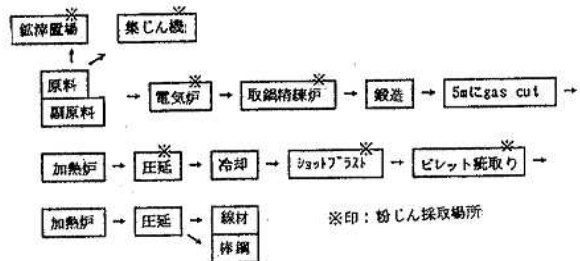 ※ ※
鉱滓置場 集じん機
原料
副原料
※ ※
電気炉 取鍋精煉炉 鍛造 5mにgas cut
※ ※ ※
加熱炉 圧延 冷却 ショットブラスト ビレット疵取り
加熱炉 圧延 線材
棒鋼
※印：粉じん採取場所